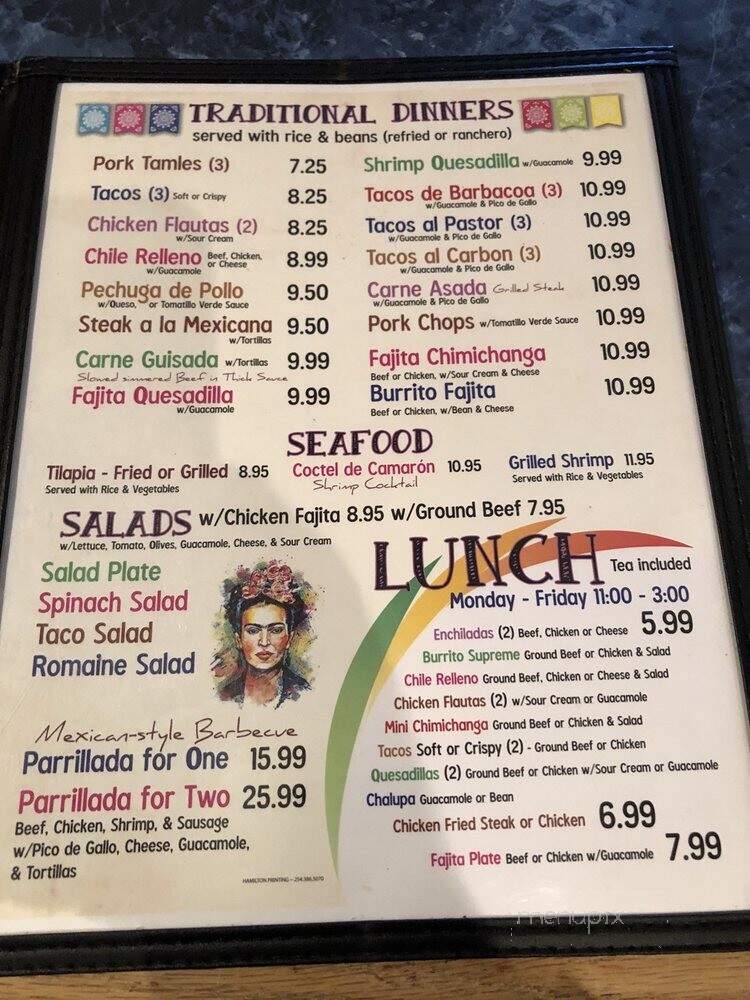 TRADITIONAL DINNERS
served with rice & beans (refried or ranchero)
Pork Tamles (3) 7.25
Tacos (3) Soft or Crispy 8.25
Chicken Flautas (2) 8.25
w/Sour Cream
Chile Relleno Beef, Chicken, or Cheese 8.99
w/Guacamole
Pechuga de Pollo 9.50
w/Queso, or Tomatillo Verde Sauce
Steak a la Mexicana 9.50
w/Tortillas
Carne Guisada w/Tortillas 9.99
Slowed simmered Beef in Thick Sauce
Fajita Quesadilla 9.99
w/Guacamole
Shrimp Quesadilla w/Guacamole 9.99
Tacos de Barbacoa (3) 10.99
w/Guacamole & Pico de Gallo
Tacos al Pastor (3) 10.99
w/Guacamole & Pico de Gallo
Tacos al Carbon (3) 10.99
w/Guacamole & Pico de Gallo
Carne Asada Grilled Steak 10.99
w/Guacamole & Pico de Gallo
Pork Chops w/Tomatillo Verde Sauce 10.99
Fajita Chimichanga 10.99
Beef or Chicken, w/Sour Cream & Cheese
Burrito Fajita 10.99
Beef or Chicken, w/Bean & Cheese
SEAFOOD
Tilapia - Fried or Grilled 8.95
Served with Rice & Vegetables
Coctel de Camarón 10.95
Shrimp Cocktail
Grilled Shrimp 11.95
Served with Rice & Vegetables
SALADS w/Chicken Fajita 8.95 w/Ground Beef 7.95
w/Lettuce, Tomato, Olives, Guacamole, Cheese, & Sour Cream
Salad Plate
Spinach Salad
Taco Salad
Romaine Salad
Mexican-style Barbecue
Parrillada for One 15.99
Parrillada for Two 25.99
Beef, Chicken, Shrimp, & Sausage
w/Pico de Gallo, Cheese, Guacamole,
& Tortillas
HAMILTON PRINTING - 254.386.5070
LUNCH Tea included
Monday - Friday 11:00 - 3:00
Enchiladas (2) Beef, Chicken or Cheese 5.99
Burrito Supreme Ground Beef or Chicken & Salad
Chile Relleno Ground Beef, Chicken or Cheese & Salad
Chicken Flautas (2) w/Sour Cream or Guacamole
Mini Chimichanga Ground Beef or Chicken & Salad
Tacos Soft or Crispy (2) - Ground Beef or Chicken
Quesadillas (2) Ground Beef or Chicken w/Sour Cream or Guacamole
Chalupa Guacamole or Bean
Chicken Fried Steak or Chicken 6.99
Fajita Plate Beef or Chicken w/Guacamole 7.99
menupix